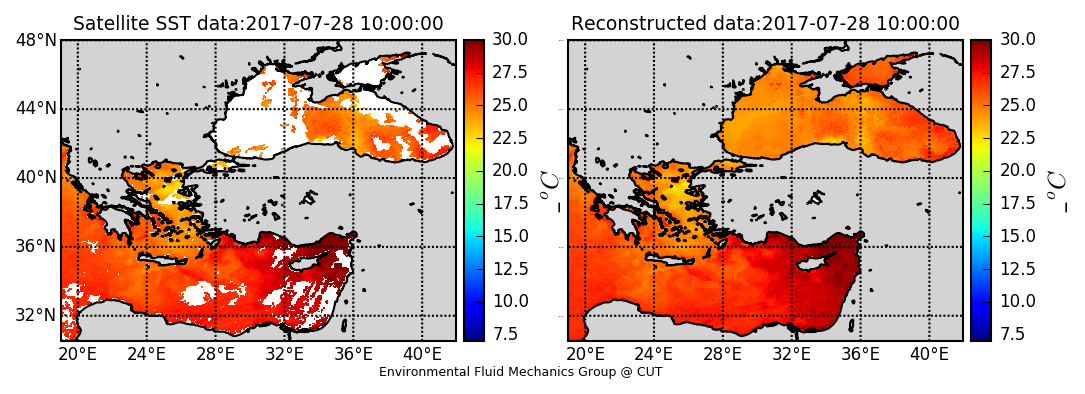 Satellite SST data:2017-07-28 10:00:00
48°N
44°N
40°N
36°N
32°N
20°E 24°E 28°E 32°E 36°E 40°E
30.0
27.5
25.0
22.5
20.0
17.5
15.0
12.5
10.0
7.5
_ °C
Reconstructed data:2017-07-28 10:00:00
20°E 24°E 28°E 32°E 36°E 40°E
30.0
27.5
25.0
22.5
20.0
17.5
15.0
12.5
10.0
7.5
_ °C
Environmental Fluid Mechanics Group @ CUT